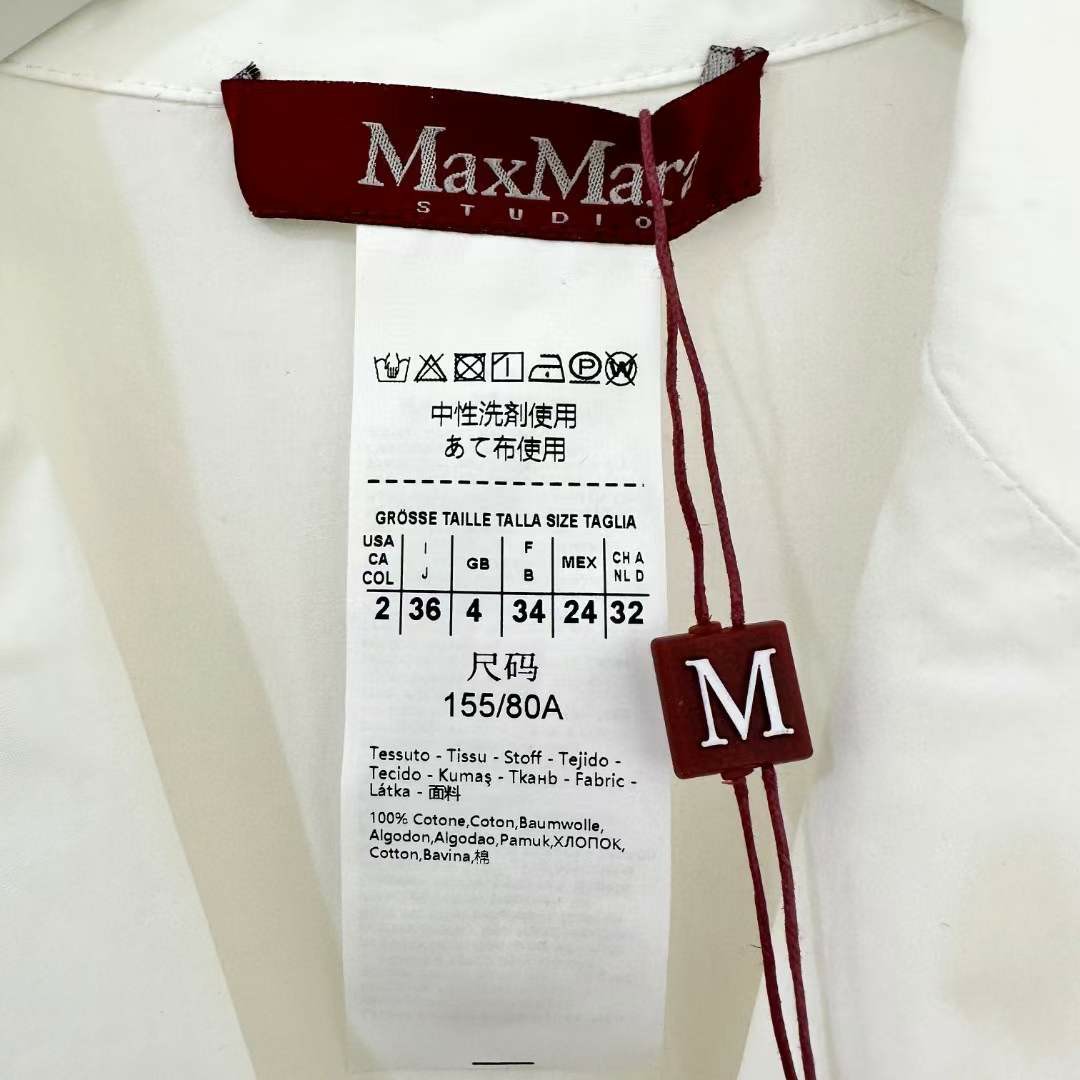 MaxMara
STUDIO
中性洗剤使用
あて布使用
GRÖSSE TAILLE TALLA SIZE TAGLIA
USA CA COL I J GB F B MEX CH A NL D
2 36 4 34 24 32
尺码
155/80A
Tessuto - Tissu - Stoff - Tejido -
Tecido - Kumaş - Ткань - Fabric -
Látka - 面料
100% Cotone,Coton,Baumwolle,
Algodon,Algodao,Pamuk,ХЛОПОК,
Cotton,Bavina,棉
M